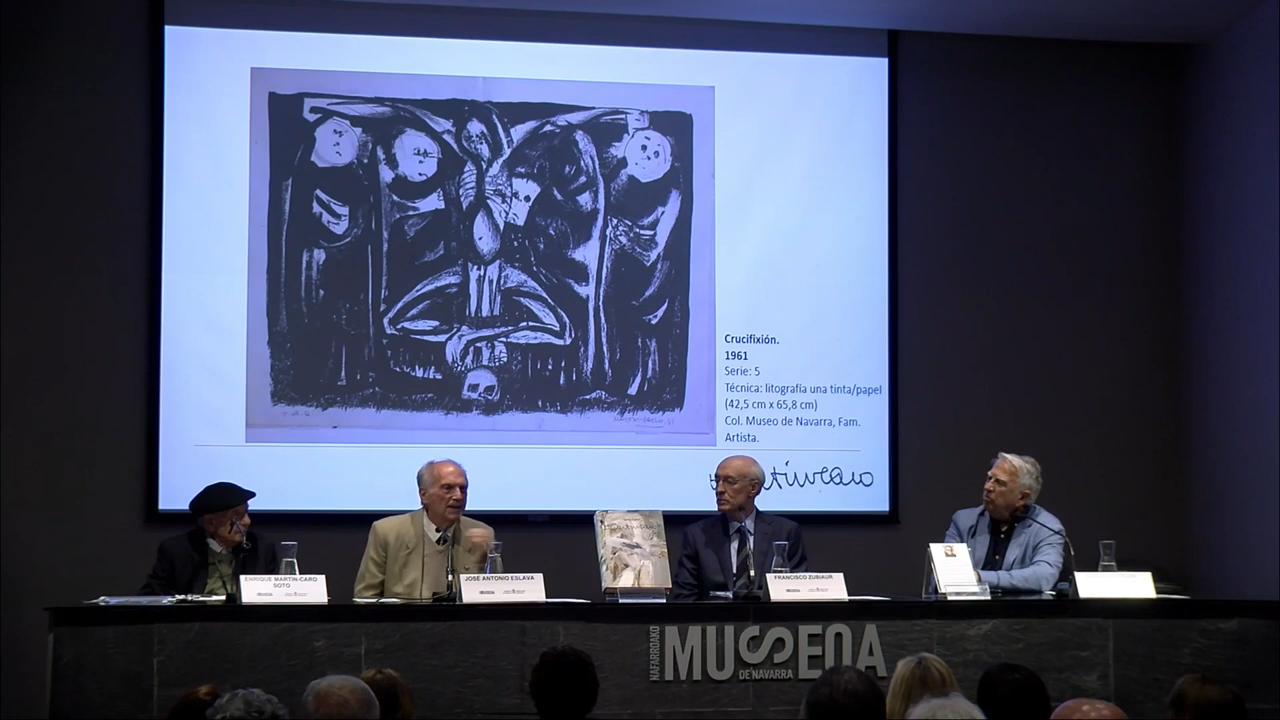 Crucifixión.
1961
Serie: 5
Técnica: litografía una tinta/papel
(42,5 cm x 65,8 cm)
Col. Museo de Navarra, Fam.
Artista.
ENRIQUE MARTIN-CARO
SOTO
JOSÉ ANTONIO ESLAVA
FRANCISCO ZUBIAUR
NAFARROAKO
MUSEOA
DE NAVARRA